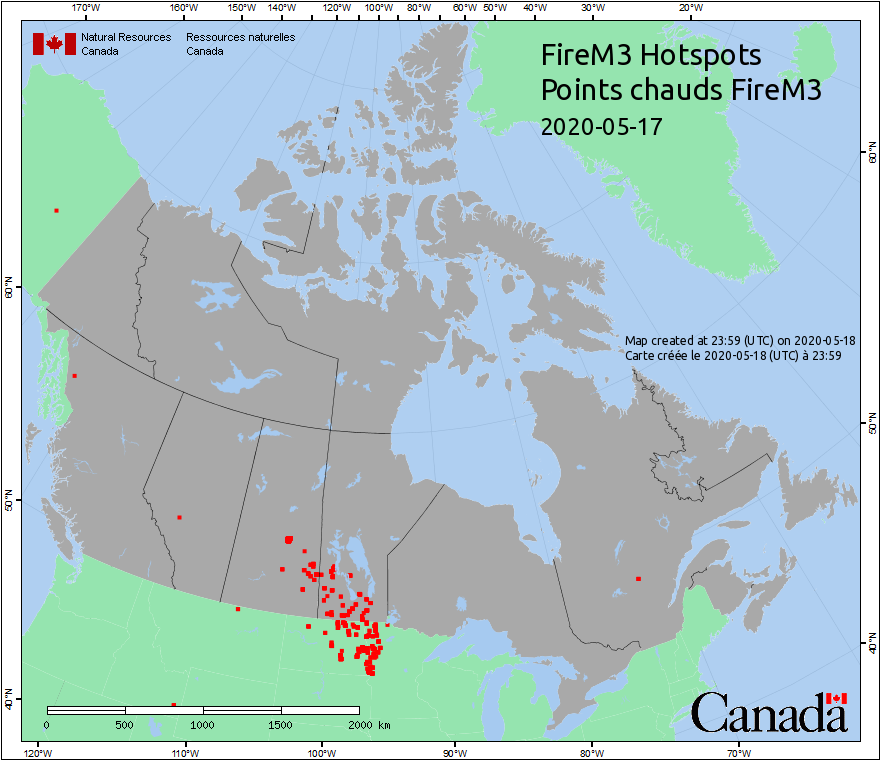 170°W 160°W 150°W 140°W 130°W 120°W 110°W 100°W 90°W 80°W 70°W 60°W 50°W 40°W 30°W 20°W
Natural Resources Canada
Ressources naturelles Canada
FireM3 Hotspots
Points chauds FireM3
2020-05-17
60°N
60°N
Map created at 23:59 (UTC) on 2020-05-18
Carte créée le 2020-05-18 (UTC) à 23:59
50°N
50°N
40°N
40°N
0 500 1000 1500 2000 km
Canada
120°W 110°W 100°W 90°W 80°W 70°W